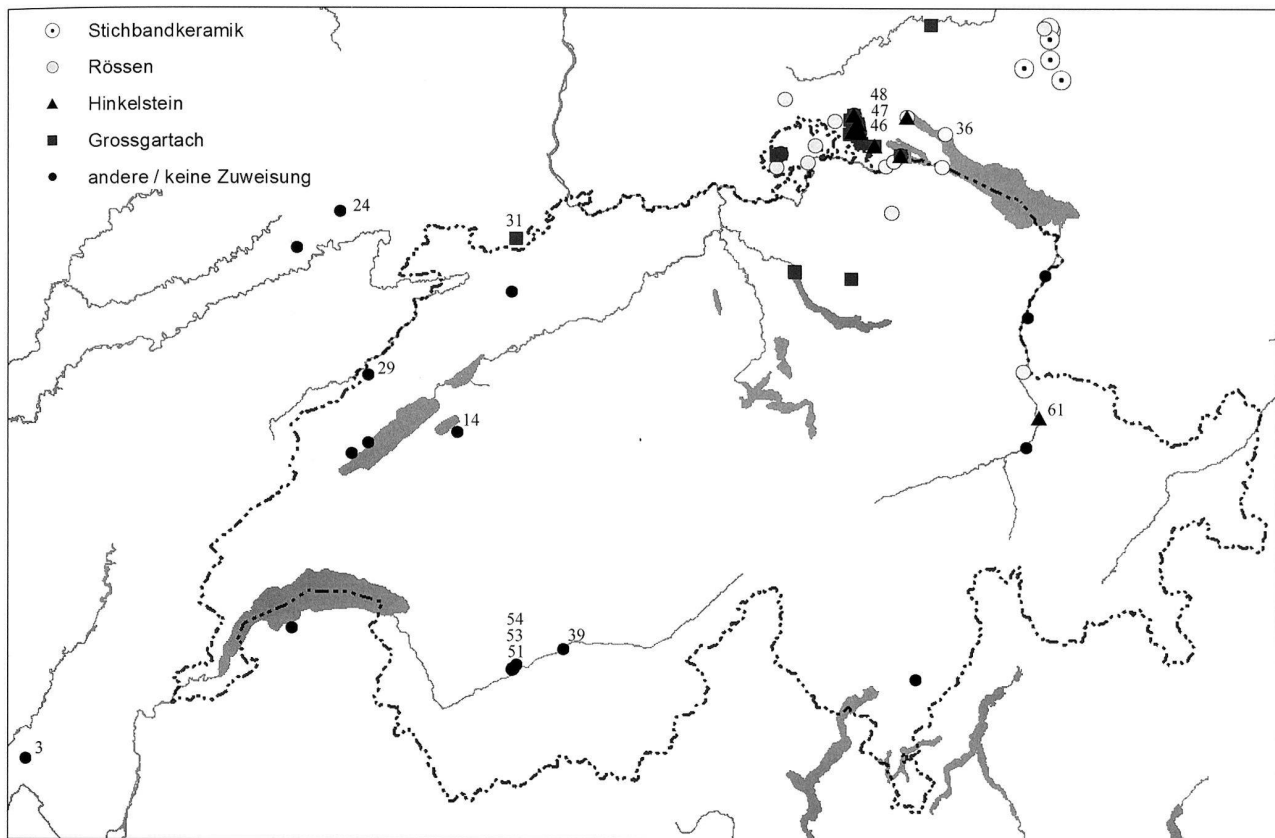 Stichbandkeramik
Rössen
Hinkelstein
Grossgartach
andere / keine Zuweisung
48
47
46
36
24
31
29
14
61
54
53
51
39
3